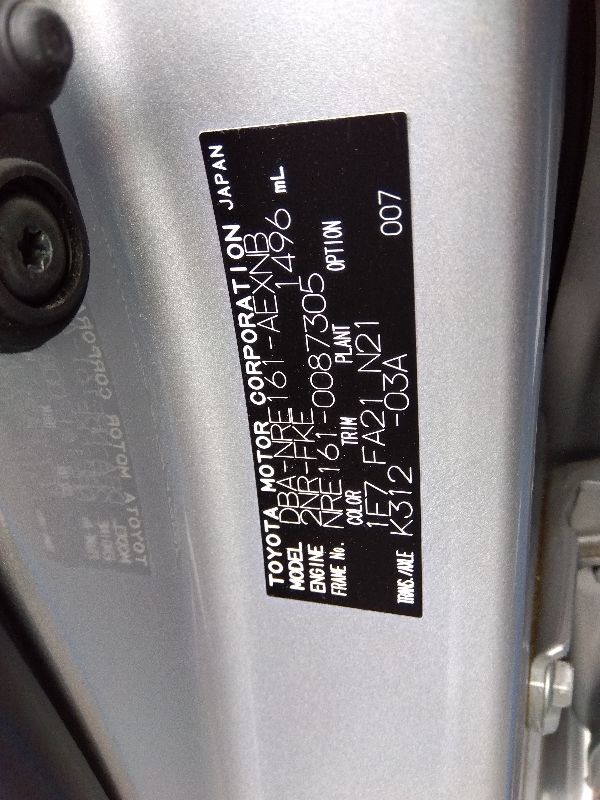 TOYOTA MOTOR CORPORATION JAPAN
MODEL DBA-NRE161-AEXNB
ENGINE 2NR-FKE 1496 mL
FRAME No. NRE161-0087305
COLOR TRIM PLANT OPTION
1F7 FA21 N21
TRANS./AXLE K312 -03A 007